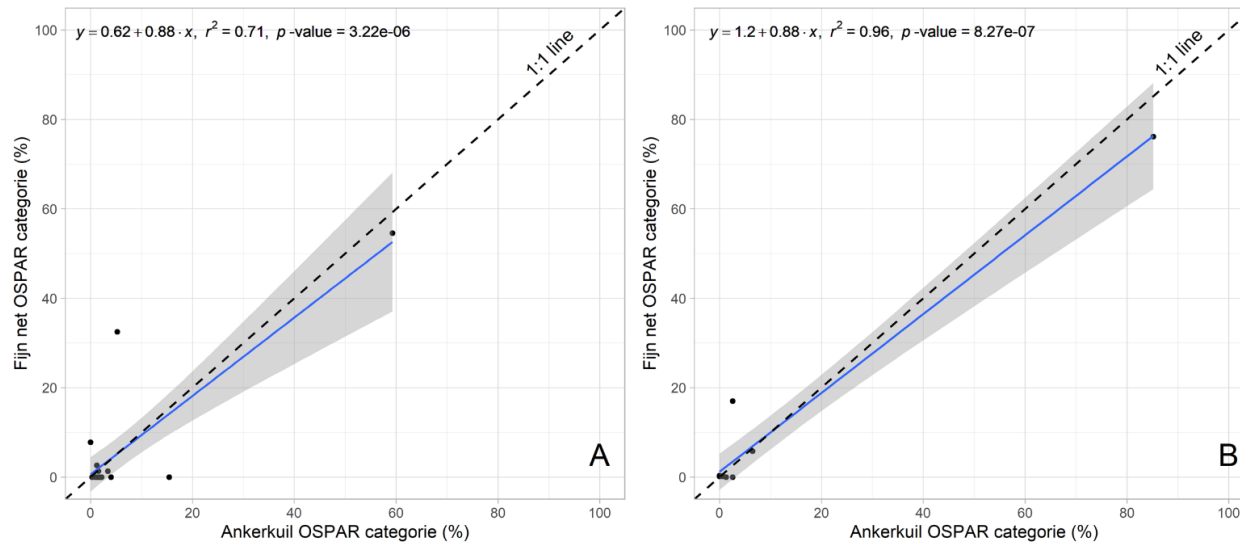 y = 0.62 + 0.88 · x, r² = 0.71, p -value = 3.22e-06
1:1 line
100
80
60
40
20
0
Fijn net OSPAR categorie (%)
A
0 20 40 60 80 100
Ankerkuil OSPAR categorie (%)
y = 1.2 + 0.88 · x, r² = 0.96, p -value = 8.27e-07
1:1 line
100
80
60
40
20
0
Fijn net OSPAR categorie (%)
B
0 20 40 60 80 100
Ankerkuil OSPAR categorie (%)